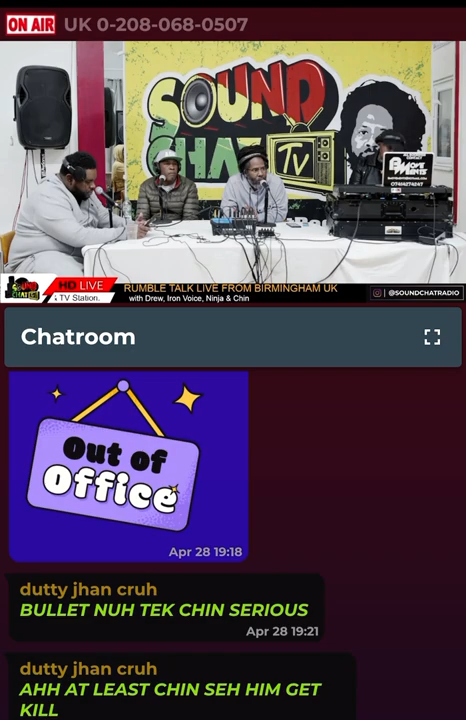 ON AIR UK 0-208-068-0507
SOUND
CHAT TV
HD LIVE
TV Station.
RUMBLE TALK LIVE FROM BIRMINGHAM UK
with Drew, Iron Voice, Ninja & Chin
@SOUNDCHATRADIO
Chatroom
Out of
Office
Apr 28 19:18
dutty jhan cruh
BULLET NUH TEK CHIN SERIOUS
Apr 28 19:21
dutty jhan cruh
AHH AT LEAST CHIN SEH HIM GET
KILL